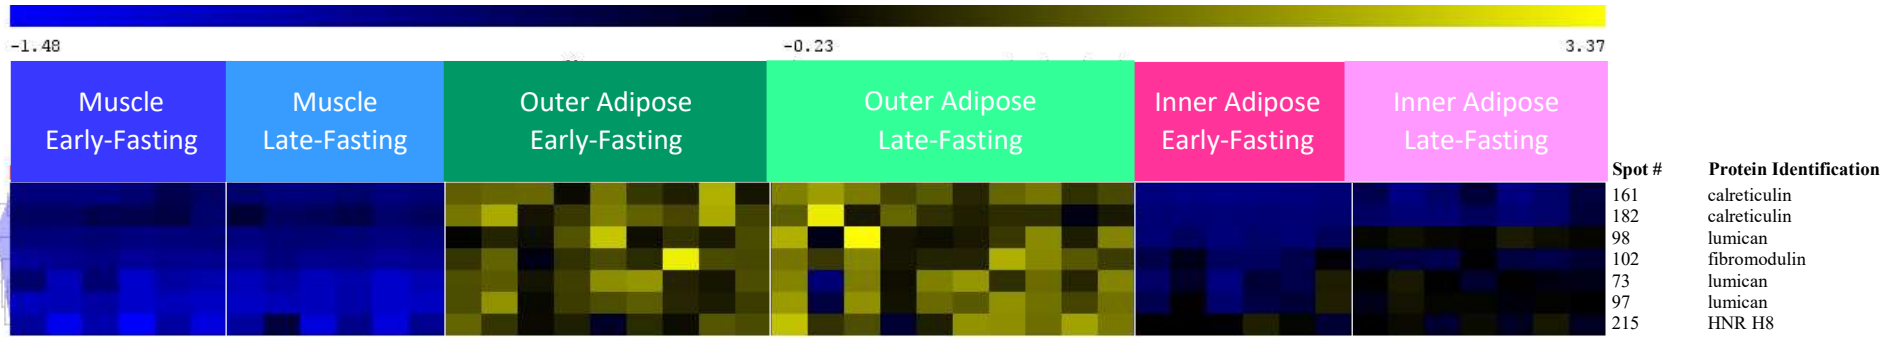 -1.48 -0.23 3.37
Muscle Early-Fasting
Muscle Late-Fasting
Outer Adipose Early-Fasting
Outer Adipose Late-Fasting
Inner Adipose Early-Fasting
Inner Adipose Late-Fasting
Spot # Protein Identification
161 calreticulin
182 calreticulin
98 lumican
102 fibromodulin
73 lumican
97 lumican
215 HNR H8